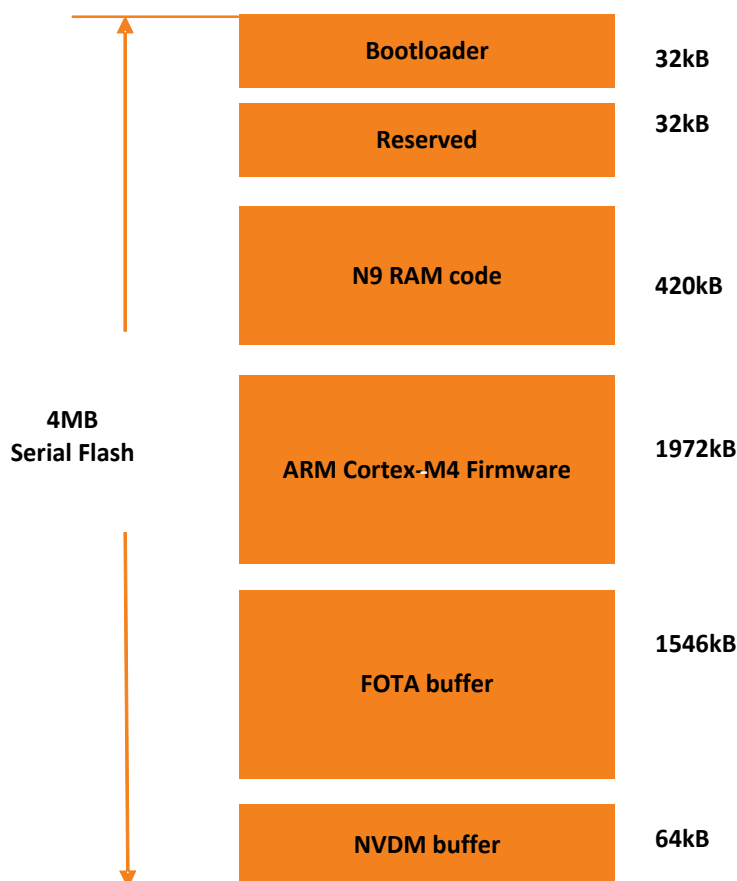 Bootloader
32kB
Reserved
32kB
N9 RAM code
420kB
4MB
Serial Flash
ARM Cortex-M4 Firmware
1972kB
FOTA buffer
1546kB
NVDM buffer
64kB